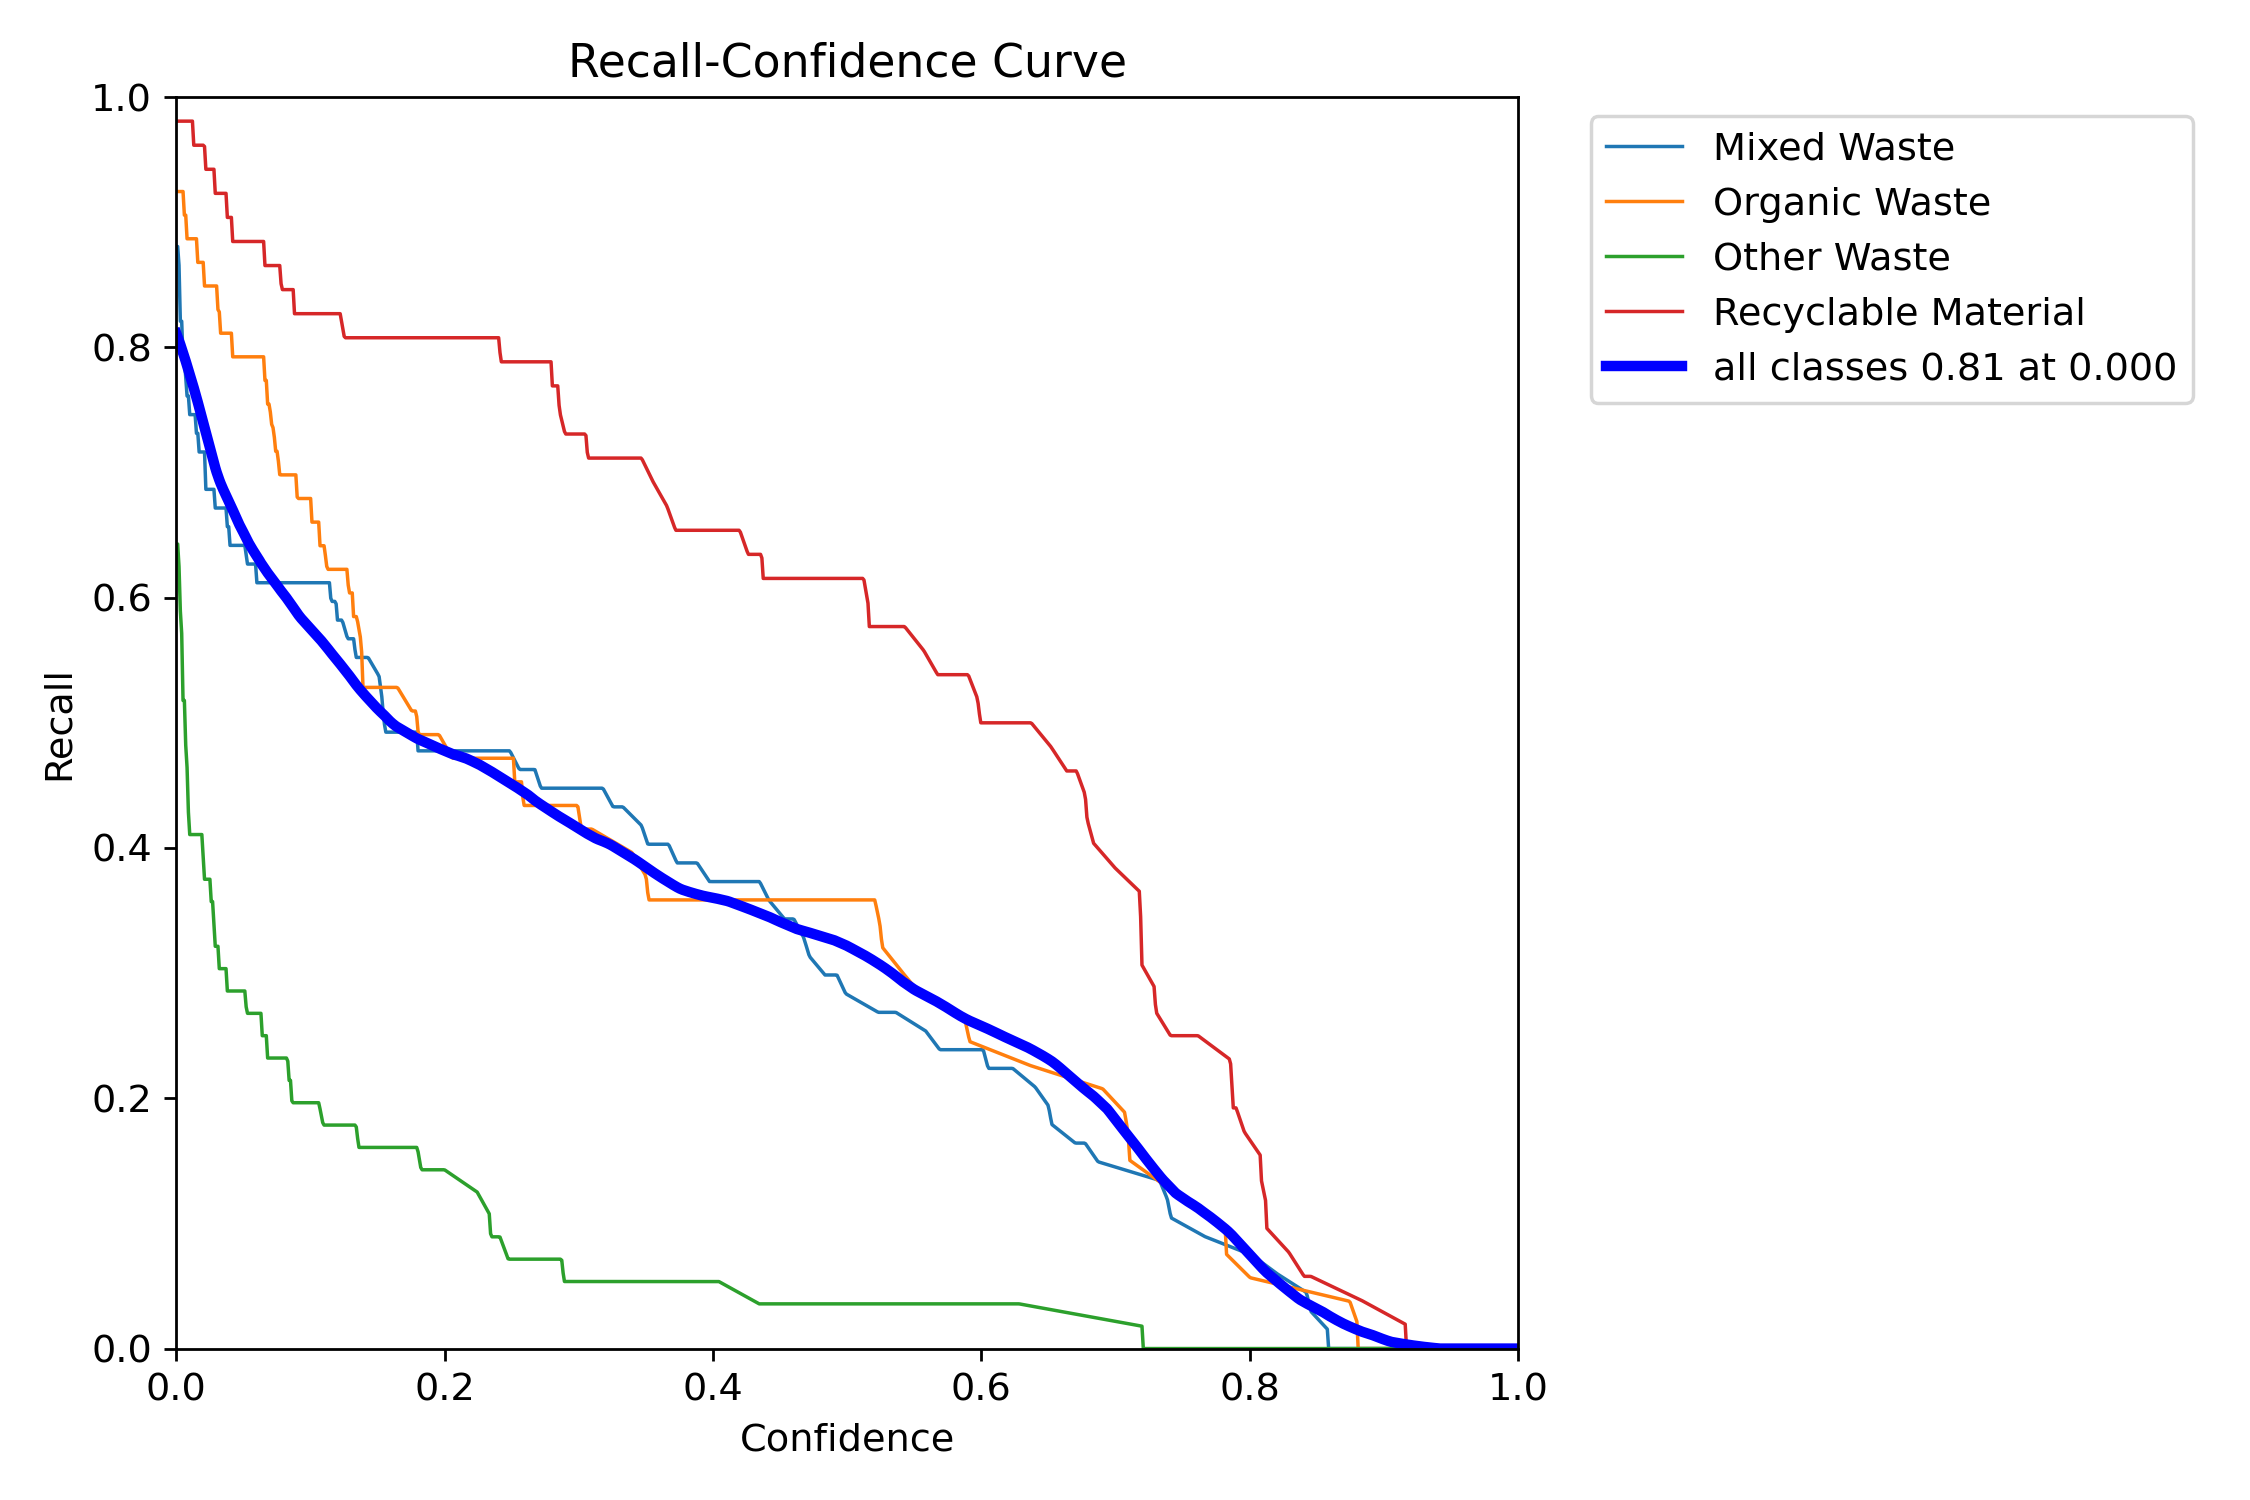 Recall-Confidence Curve
1.0
0.8
0.6
0.4
0.2
0.0
Recall
0.0 0.2 0.4 0.6 0.8 1.0
Confidence
Mixed Waste
Organic Waste
Other Waste
Recyclable Material
all classes 0.81 at 0.000